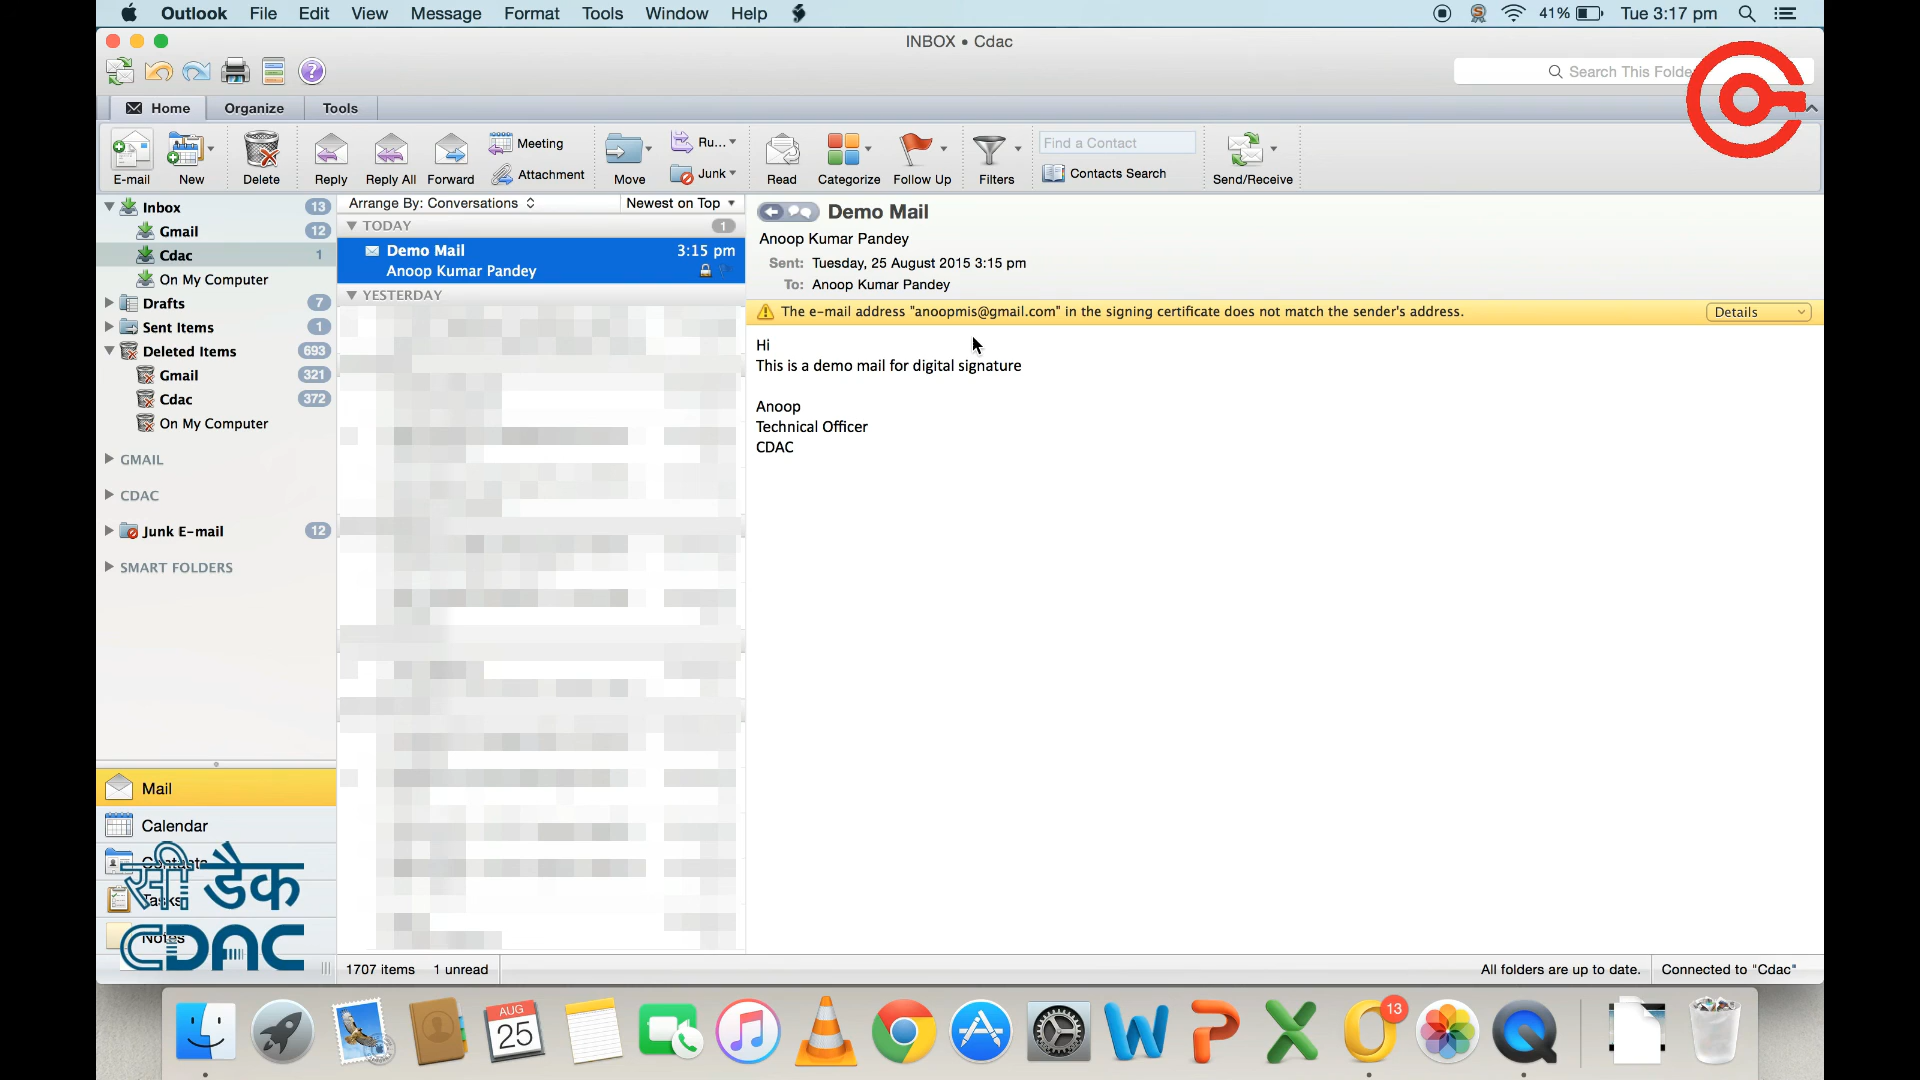 Outlook File Edit View Message Format Tools Window Help
41% Tue 3:17 pm
INBOX • Cdac
Search This Folde
Home Organize Tools
E-mail New Delete Reply Reply All Forward Meeting Attachment Move Ru... Junk Read Categorize Follow Up Filters Find a Contact Contacts Search Send/Receive
Inbox 13
Gmail 12
Cdac 1
On My Computer
Drafts 7
Sent Items 1
Deleted Items 693
Gmail 321
Cdac 372
On My Computer
GMAIL
CDAC
Junk E-mail 12
SMART FOLDERS
Mail
Calendar
Contacts
Tasks
Notes
सी डैक
CDAC
Arrange By: Conversations Newest on Top
TODAY 1
Demo Mail 3:15 pm
Anoop Kumar Pandey
YESTERDAY
1707 items 1 unread
Demo Mail
Anoop Kumar Pandey
Sent: Tuesday, 25 August 2015 3:15 pm
To: Anoop Kumar Pandey
The e-mail address "anoopmis@gmail.com" in the signing certificate does not match the sender's address. Details
Hi
This is a demo mail for digital signature
Anoop
Technical Officer
CDAC
All folders are up to date. Connected to "Cdac"
AUG
25
13